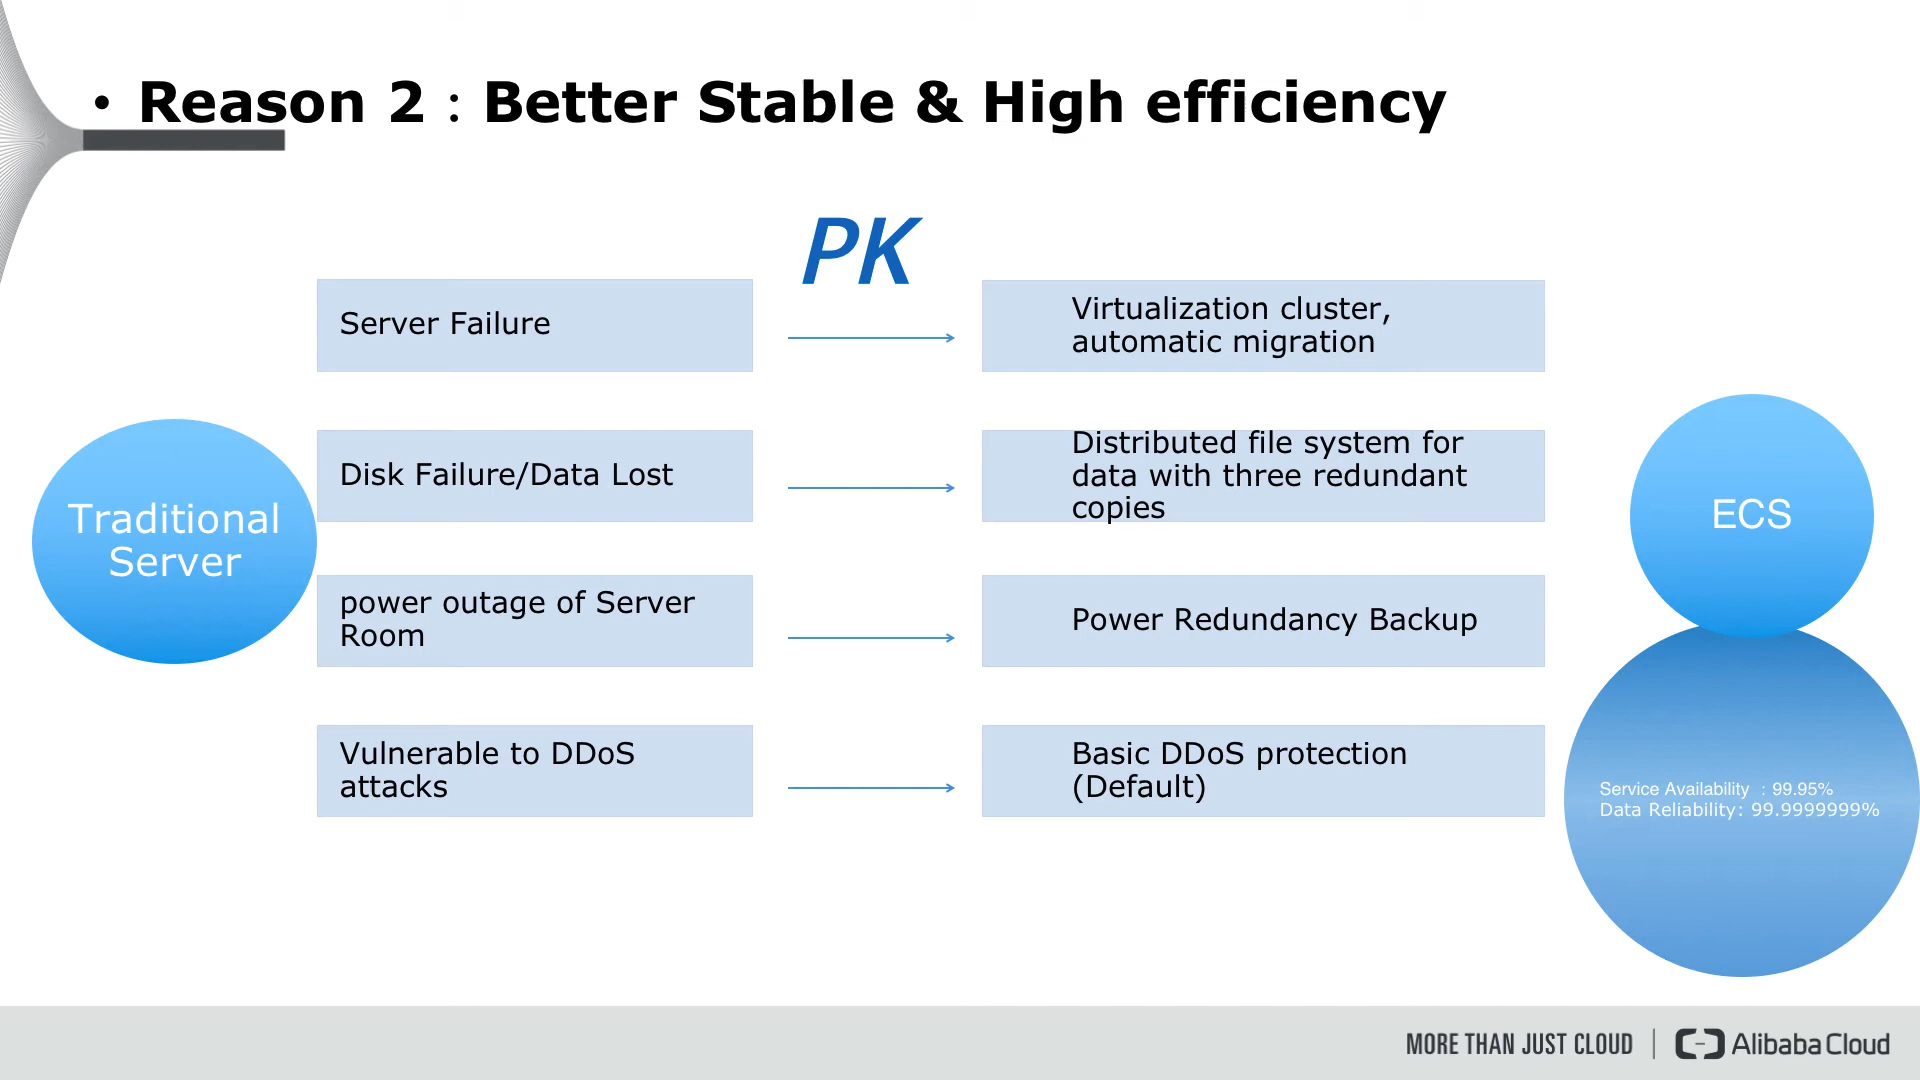 • Reason 2 : Better Stable & High efficiency
PK
Server Failure
Virtualization cluster,
automatic migration
Disk Failure/Data Lost
Distributed file system for
data with three redundant
copies
Traditional
Server
ECS
power outage of Server
Room
Power Redundancy Backup
Vulnerable to DDoS
attacks
Basic DDoS protection
(Default)
Service Availability : 99.95%
Data Reliability: 99.9999999%
MORE THAN JUST CLOUD | Alibaba Cloud